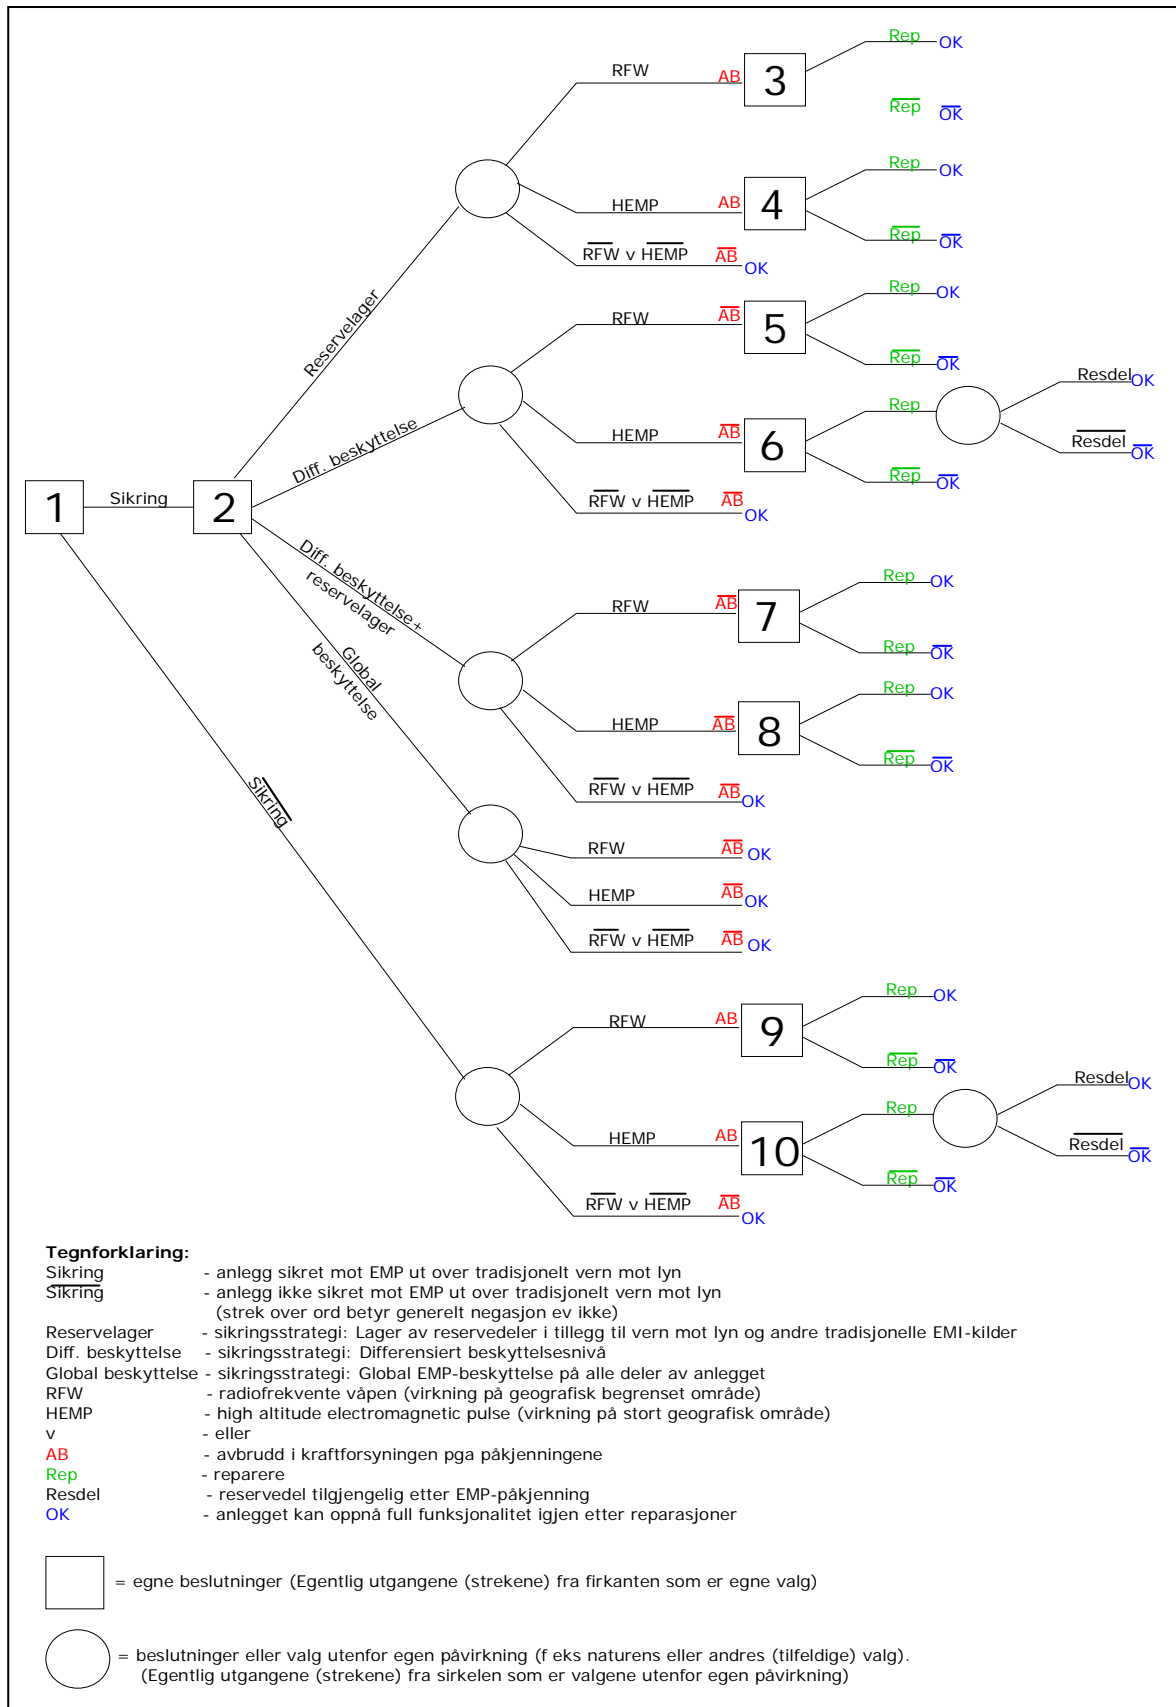 Rep OK
RFW AB 3
Rep OK
Rep OK
HEMP AB 4
Rep OK
RFW v HEMP AB OK
Reservelager
Rep OK
RFW AB 5
Rep OK
Resdel OK
Rep
HEMP AB 6
Resdel OK
Rep OK
Diff. beskyttelse
RFW v HEMP AB OK
1 Sikring 2
Diff. beskyttelse+
reservelager
Rep OK
RFW AB 7
Rep OK
Global
beskyttelse
Rep OK
HEMP AB 8
Rep OK
RFW v HEMP AB OK
Sikring
RFW AB OK
HEMP AB OK
RFW v HEMP AB OK
Rep OK
RFW AB 9
Rep OK
Resdel OK
Rep
HEMP AB 10
Resdel OK
Rep OK
RFW v HEMP AB OK
Tegnforklaring:
Sikring - anlegg sikret mot EMP ut over tradisjonelt vern mot lyn
Sikring - anlegg ikke sikret mot EMP ut over tradisjonelt vern mot lyn
(strek over ord betyr generelt negasjon ev ikke)
Reservelager - sikringsstrategi: Lager av reservedeler i tillegg til vern mot lyn og andre tradisjonelle EMI-kilder
Diff. beskyttelse - sikringsstrategi: Differensiert beskyttelsesnivå
Global beskyttelse - sikringsstrategi: Global EMP-beskyttelse på alle deler av anlegget
RFW - radiofrekvente våpen (virkning på geografisk begrenset område)
HEMP - high altitude electromagnetic pulse (virkning på stort geografisk område)
v - eller
AB - avbrudd i kraftforsyningen pga påkjenningene
Rep - reparere
Resdel - reservedel tilgjengelig etter EMP-påkjenning
OK - anlegget kan oppnå full funksjonalitet igjen etter reparasjoner
= egne beslutninger (Egentlig utgangene (strekene) fra firkanten som er egne valg)
= beslutninger eller valg utenfor egen påvirkning (f eks naturens eller andres (tilfeldige) valg).
(Egentlig utgangene (strekene) fra sirkelen som er valgene utenfor egen påvirkning)